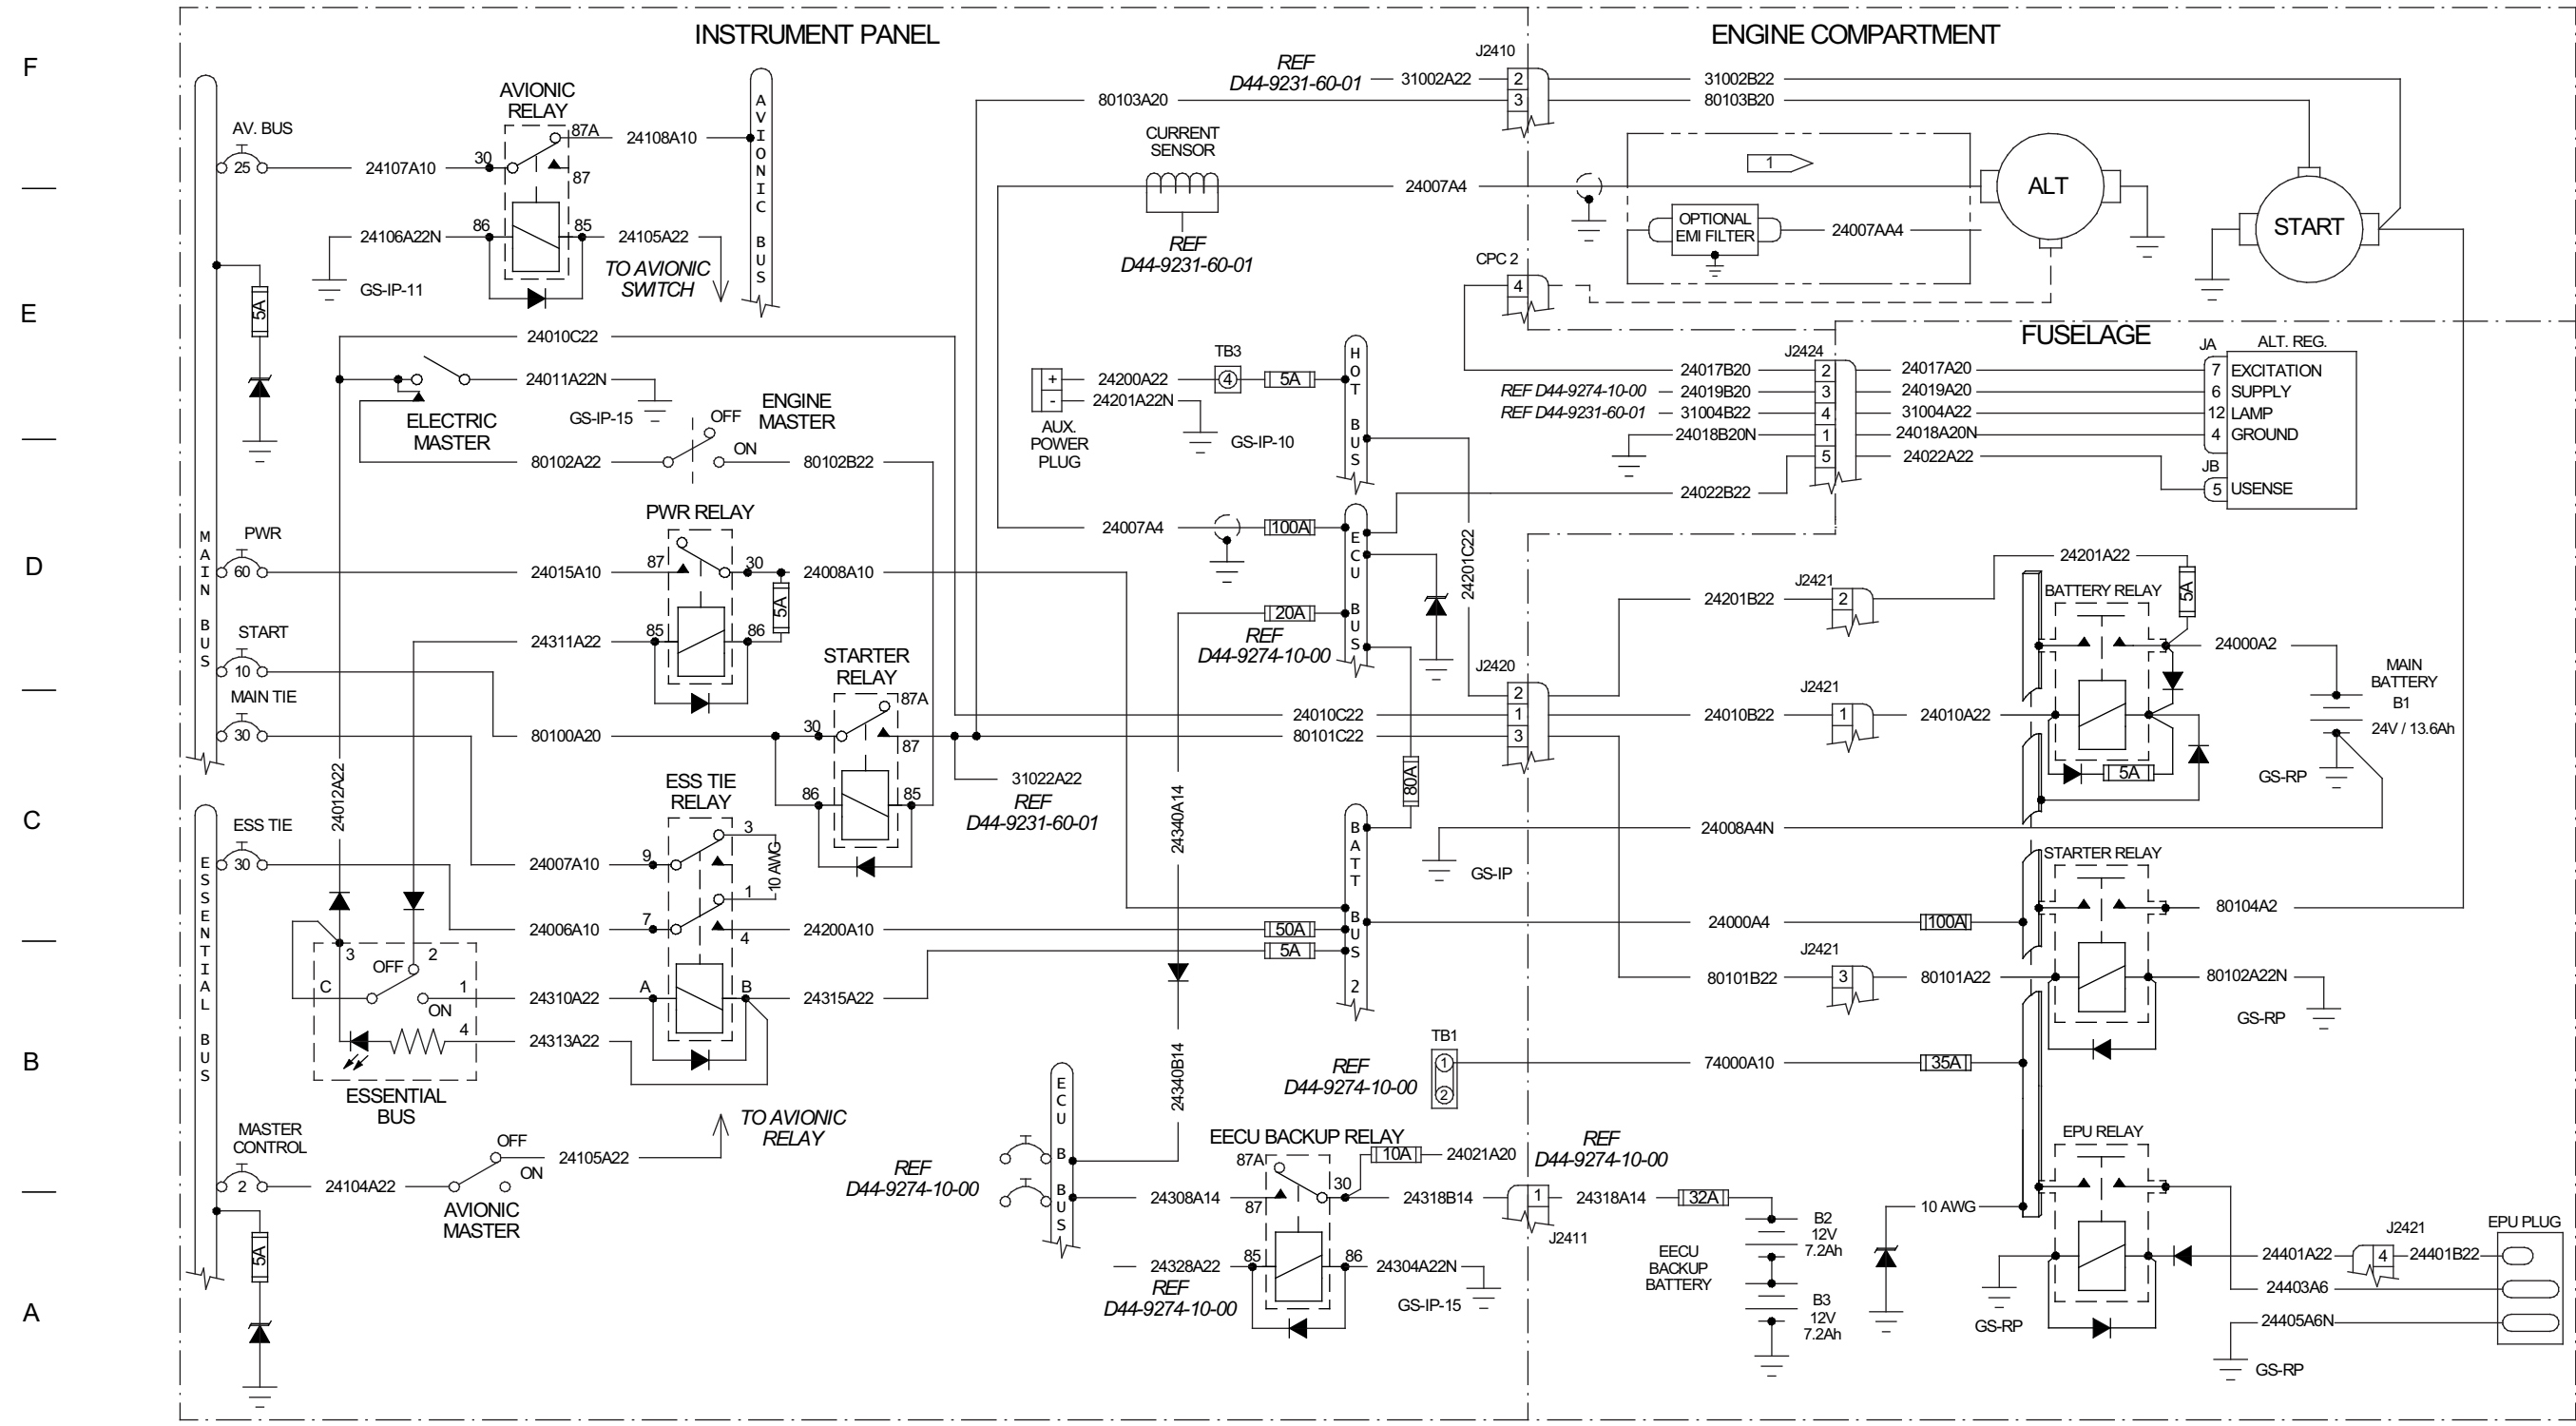 INSTRUMENT PANEL
ENGINE COMPARTMENT
FUSELAGE
F
E
D
C
B
A
MAIN BUS
AV. BUS
25
24107A10
AVIONIC RELAY
30
87A
87
24108A10
AVIONIC BUS
24106A22N
86
85
24105A22
TO AVIONIC SWITCH
GS-IP-11
5A
24010C22
24011A22N
GS-IP-15
ELECTRIC MASTER
ENGINE MASTER
OFF
ON
80102A22
80102B22
PWR
60
24015A10
PWR RELAY
87
30
24008A10
5A
START
10
24311A22
85
86
MAIN TIE
30
80100A20
STARTER RELAY
30
87A
87
86
85
31022A22
REF
D44-9231-60-01
24012A22
ESSENTIAL BUS
ESS TIE
30
ESS TIE RELAY
24007A10
9
3
10 AWG
1
24006A10
7
4
24200A10
50A
5A
3
2
OFF
C
1
ON
4
24310A22
A
B
24315A22
24313A22
ESSENTIAL BUS
MASTER CONTROL
2
24104A22
OFF
ON
24105A22
AVIONIC MASTER
TO AVIONIC RELAY
5A
REF
D44-9231-60-01
31002A22
J2410
2
3
31002B22
80103A20
80103B20
CURRENT SENSOR
REF
D44-9231-60-01
24007A4
1
OPTIONAL EMI FILTER
24007AA4
ALT
START
CPC 2
4
HOT BUS
TB3
+
-
24200A22
4
5A
24201A22N
AUX. POWER PLUG
GS-IP-10
24017B20
REF D44-9274-10-00
24019B20
REF D44-9231-60-01
31004B22
24018B20N
24022B22
J2424
2
3
4
1
5
24017A20
24019A20
31004A22
24018A20N
24022A22
JA
ALT. REG.
7 EXCITATION
6 SUPPLY
12 LAMP
4 GROUND
JB
5 USENSE
24007A4
100A
ECU BUS
24201C22
20A
REF
D44-9274-10-00
80A
24340A14
24340B14
J2420
2
1
3
24010C22
80101C22
24201B22
J2421
2
24201A22
5A
BATTERY RELAY
24000A2
MAIN BATTERY
B1
24V / 13.6Ah
GS-RP
24010B22
J2421
1
24010A22
5A
BATT BUS 2
24008A4N
GS-IP
24000A4
100A
STARTER RELAY
80104A2
80101B22
J2421
3
80101A22
80102A22N
GS-RP
TB1
1
2
REF
D44-9274-10-00
74000A10
35A
ECU B BUS
REF
D44-9274-10-00
EECU BACKUP RELAY
87A
87
30
10A
24021A20
REF
D44-9274-10-00
24308A14
24318B14
1
J2411
24318A14
32A
24328A22
REF
D44-9274-10-00
85
86
24304A22N
GS-IP-15
B2
12V
7.2Ah
EECU BACKUP BATTERY
B3
12V
7.2Ah
10 AWG
EPU RELAY
GS-RP
24401A22
J2421
4
24401B22
EPU PLUG
24403A6
24405A6N
GS-RP